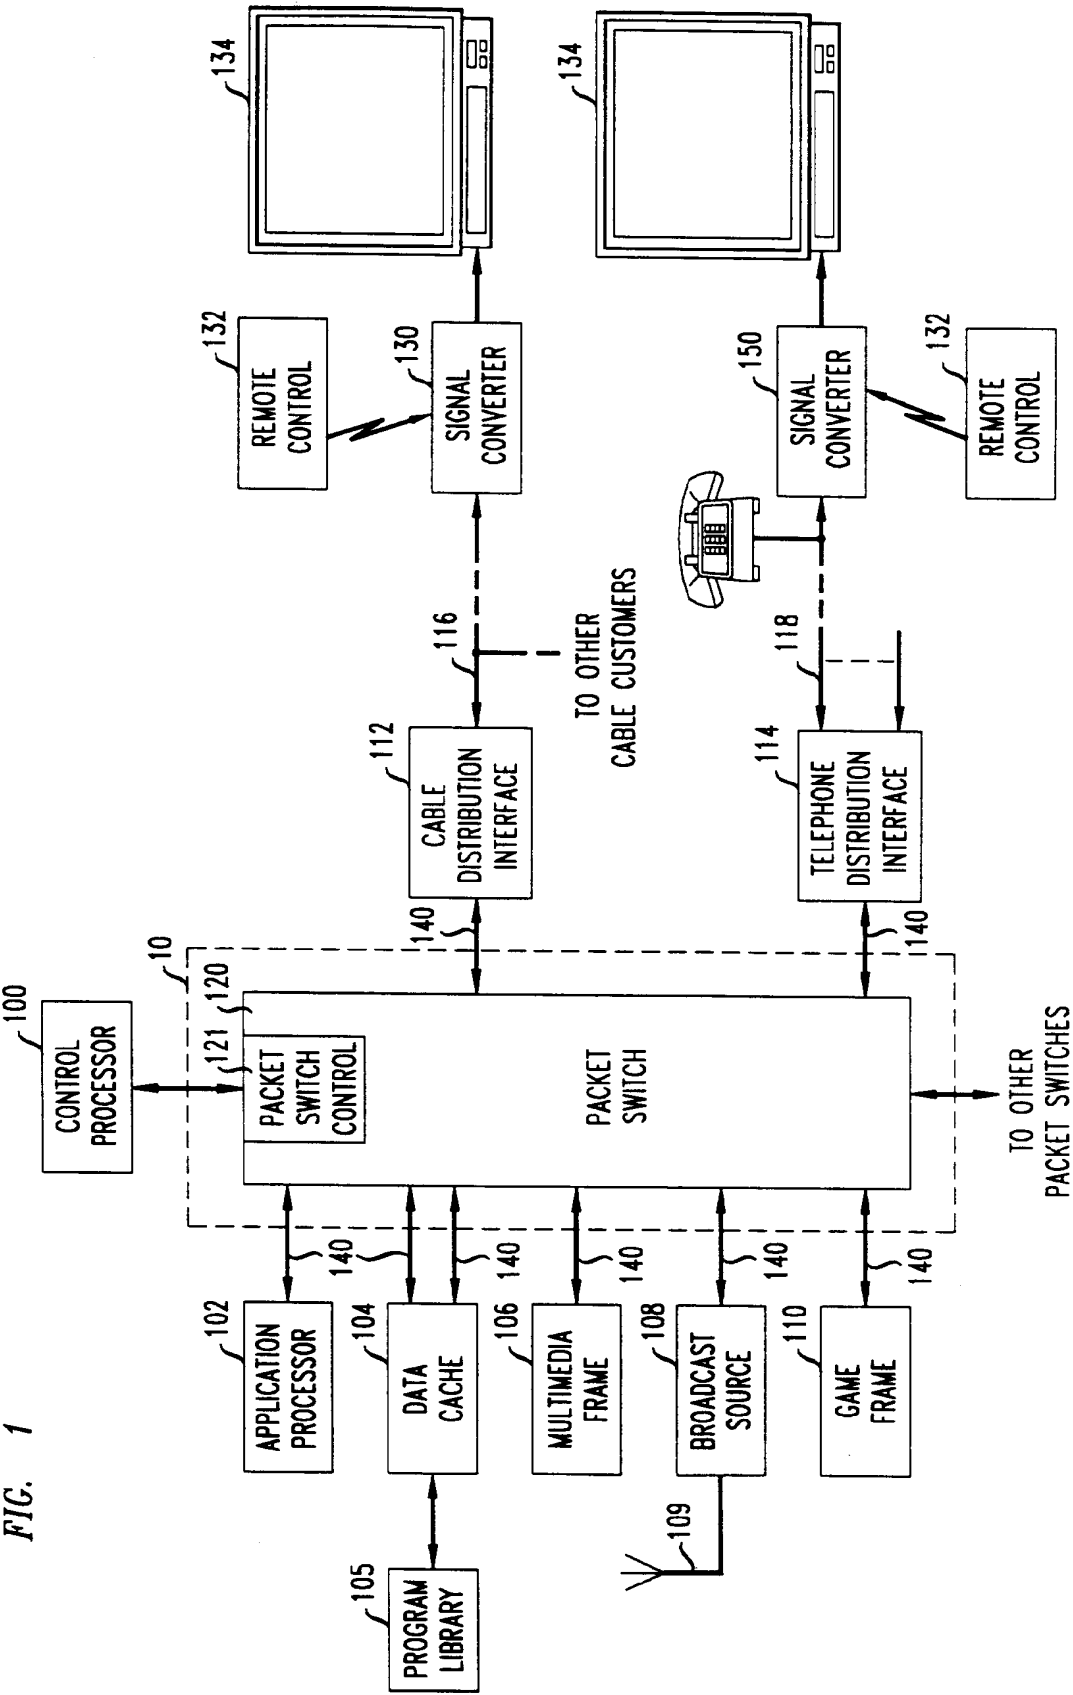 FIG. 1
100
CONTROL
PROCESSOR
10
121
120
PACKET
SWITCH
CONTROL
PACKET
SWITCH
102
APPLICATION
PROCESSOR
140
105
PROGRAM
LIBRARY
104
DATA
CACHE
140
106
MULTIMEDIA
FRAME
140
109
108
BROADCAST
SOURCE
140
110
GAME
FRAME
140
TO OTHER
PACKET SWITCHES
140
112
CABLE
DISTRIBUTION
INTERFACE
116
TO OTHER
CABLE CUSTOMERS
132
REMOTE
CONTROL
130
SIGNAL
CONVERTER
134
140
114
TELEPHONE
DISTRIBUTION
INTERFACE
118
150
SIGNAL
CONVERTER
132
REMOTE
CONTROL
134